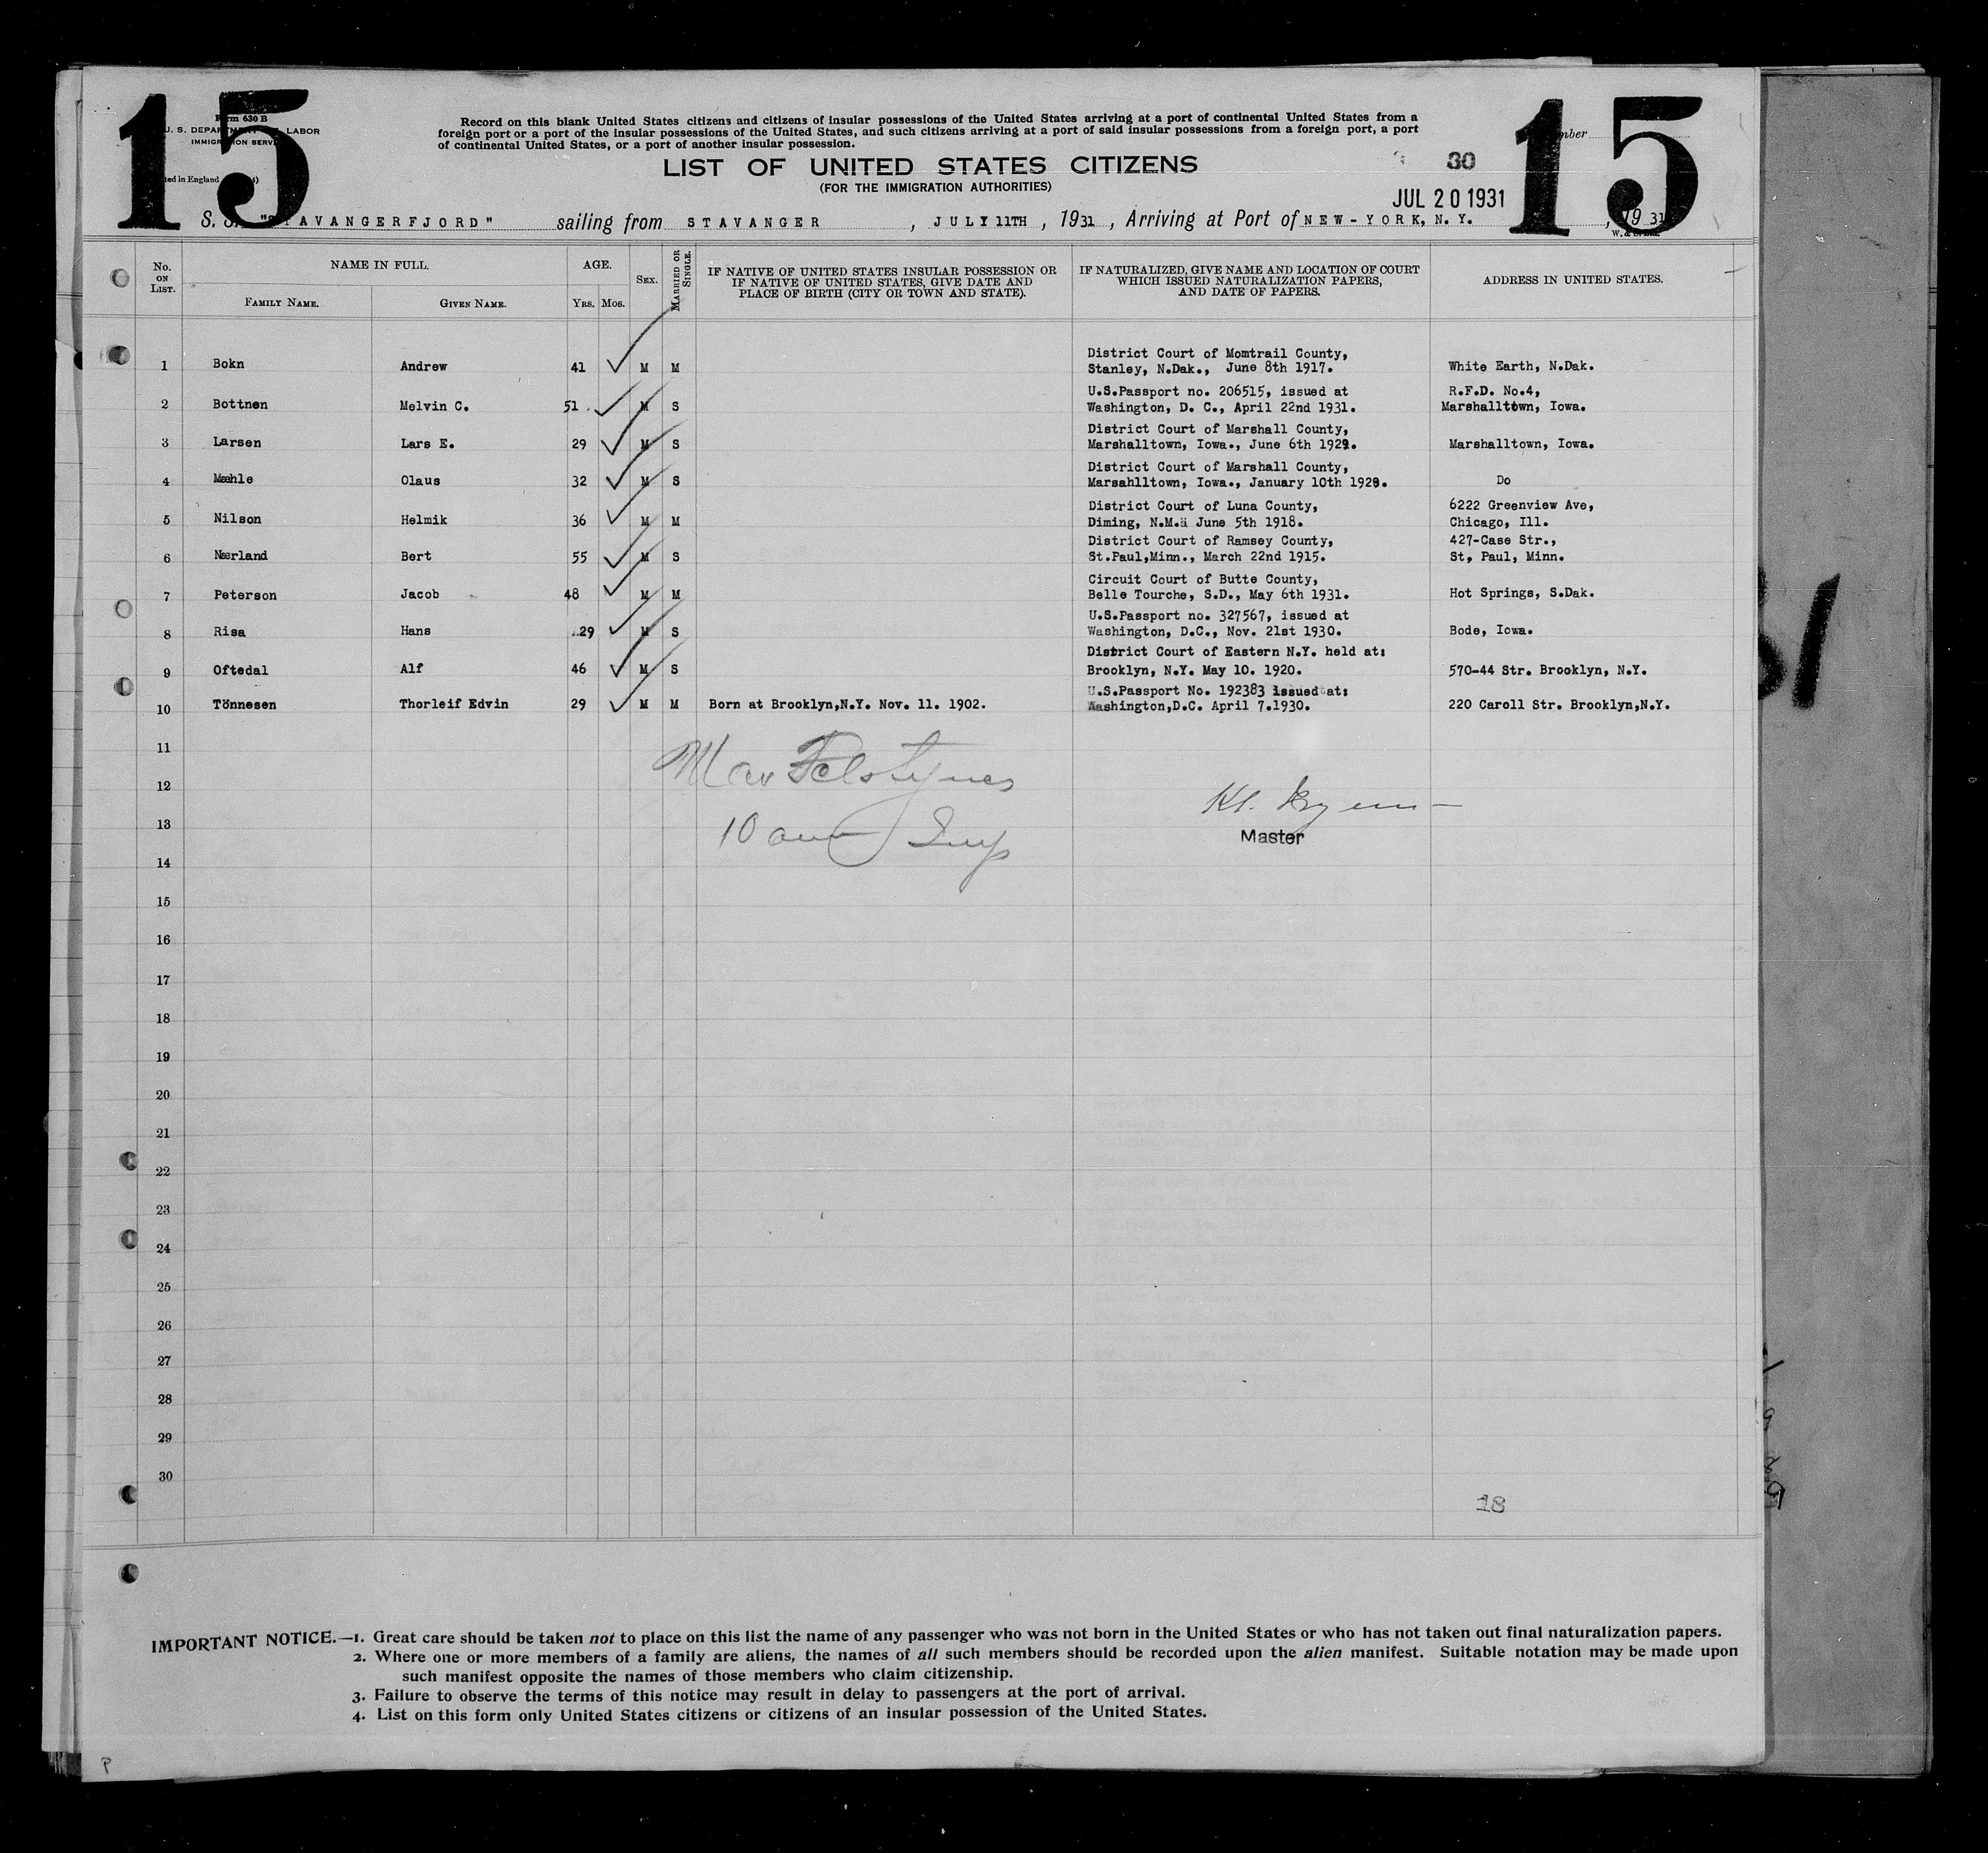 15
15
Form 630 B
U. S. DEPARTMENT LABOR
IMMIGRATION SERVI
ted in England
Record on this blank United States citizens and citizens of insular possessions of the United States arriving at a port of continental United States from a
foreign port or a port of the insular possessions of the United States, and such citizens arriving at a port of said insular possessions from a foreign port, a port
of continental United States, or a port of another insular possession.
LIST OF UNITED STATES CITIZENS
(FOR THE IMMIGRATION AUTHORITIES)
30
JUL 20 1931
S. S. "STAVANGERFJORD" sailing from STAVANGER, JULY 11TH, 1931, Arriving at Port of NEW-YORK, N. Y. , 1931
No. ON LIST. NAME IN FULL. AGE. SEX. MARRIED OR SINGLE. IF NATIVE OF UNITED STATES INSULAR POSSESSION OR IF NATIVE OF UNITED STATES, GIVE DATE AND PLACE OF BIRTH (CITY OR TOWN AND STATE). IF NATURALIZED, GIVE NAME AND LOCATION OF COURT WHICH ISSUED NATURALIZATION PAPERS, AND DATE OF PAPERS. ADDRESS IN UNITED STATES.
FAMILY NAME. GIVEN NAME. YRS. MOS.
District Court of Momtrail County,
1 Bokn Andrew 41 M M Stanley, N.Dak., June 8th 1917. White Earth, N.Dak.
U.S.Passport no. 206515, issued at R.F.D. No.4,
2 Bottnen Melvin C. 51 M S Washington, D. C., April 22nd 1931. Marshalltown, Iowa.
District Court of Marshall County,
3 Larsen Lars E. 29 M S Marshalltown, Iowa., June 6th 1929. Marshalltown, Iowa.
District Court of Marshall County,
4 Mæhle Olaus 32 M S Marsahlltown, Iowa., January 10th 1929. Do
District Court of Luna County, 6222 Greenview Ave,
5 Nilson Helmik 36 M M Diming, N.M.ä June 5th 1918. Chicago, Ill.
District Court of Ramsey County, 427-Case Str.,
6 Nærland Bert 55 M S St.Paul,Minn., March 22nd 1915. St, Paul, Minn.
Circuit Court of Butte County,
7 Peterson Jacob 48 M M Belle Tourche, S.D., May 6th 1931. Hot Springs, S.Dak.
U.S.Passport no. 327567, issued at
8 Risa Hans 29 M S Washington, D.C., Nov. 21st 1930. Bode, Iowa.
District Court of Eastern N.Y. held at:
9 Oftedal Alf 46 M S Brooklyn, N.Y. May 10. 1920. 570-44 Str. Brooklyn, N.Y.
U.S.Passport No. 192383 issued at:
10 Tönnesen Thorleif Edvin 29 M M Born at Brooklyn,N.Y. Nov. 11. 1902. Washington,D.C. April 7.1930. 220 Caroll Str. Brooklyn,N.Y.
11
12
13
10 am
Master
14
15
16
17
18
19
20
21
22
23
24
25
26
27
28
29
30
18
IMPORTANT NOTICE.—1. Great care should be taken not to place on this list the name of any passenger who was not born in the United States or who has not taken out final naturalization papers.
2. Where one or more members of a family are aliens, the names of all such members should be recorded upon the alien manifest. Suitable notation may be made upon
such manifest opposite the names of those members who claim citizenship.
3. Failure to observe the terms of this notice may result in delay to passengers at the port of arrival.
4. List on this form only United States citizens or citizens of an insular possession of the United States.